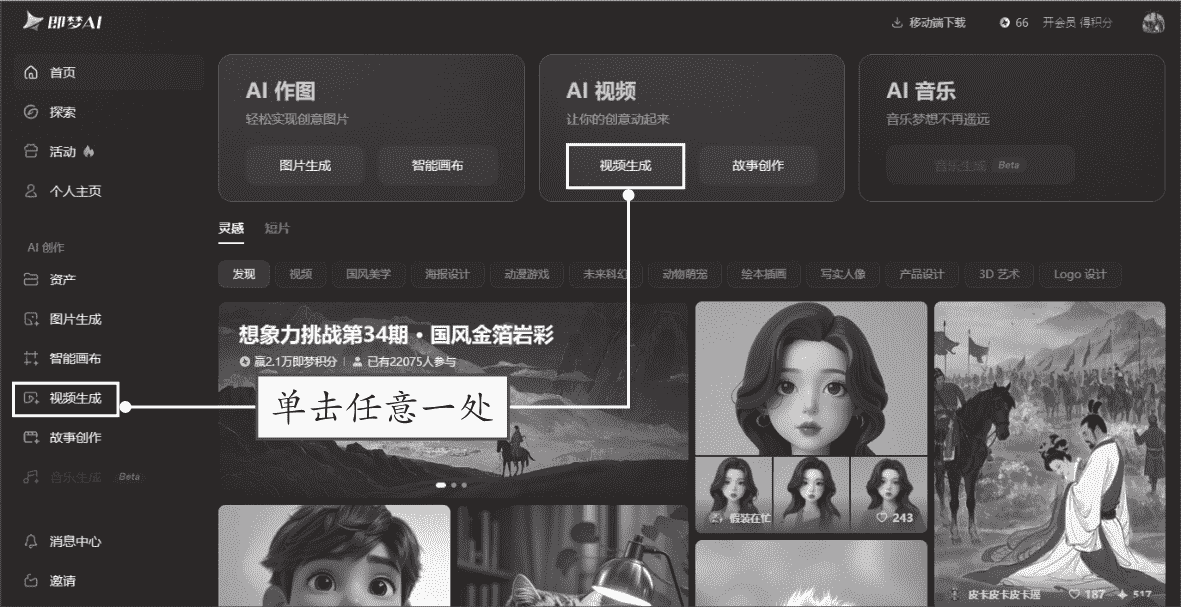 即梦AI
移动端下载
66
开会员 得积分
首页
探索
活动
个人主页
AI 创作
资产
图片生成
智能画布
视频生成
故事创作
音乐生成 Beta
消息中心
邀请
AI 作图
轻松实现创意图片
图片生成
智能画布
AI 视频
让你的创意动起来
视频生成
故事创作
AI 音乐
音乐梦想不再遥远
音乐生成 Beta
灵感
短片
发现
视频
国风美学
海报设计
动漫游戏
未来科幻
动物萌宠
绘本插画
写实人像
产品设计
3D 艺术
Logo 设计
想象力挑战第34期·国风金箔岩彩
赢2.1万即梦积分 | 已有22075人参与
单击任意一处
假装在忙
243
皮卡皮卡皮卡瑶
187
517